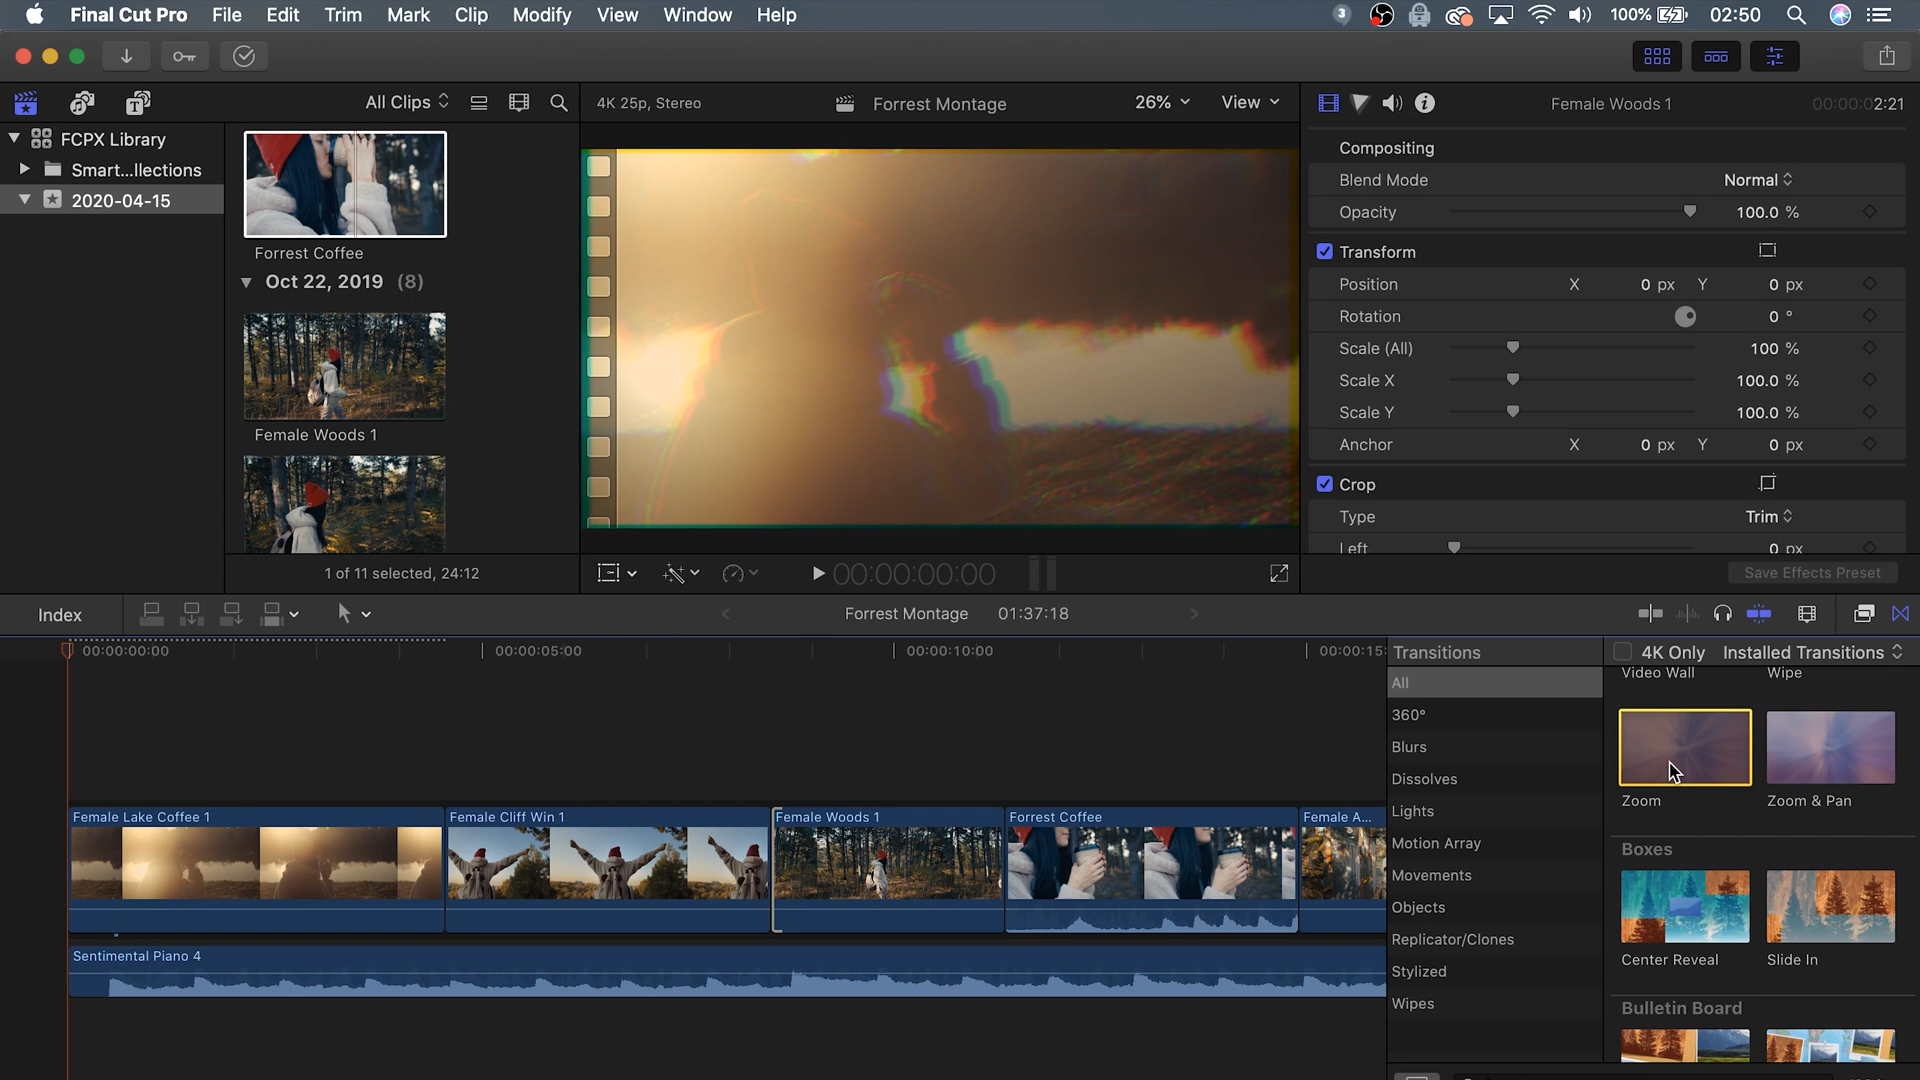 Final Cut Pro File Edit Trim Mark Clip Modify View Window Help
3 100% 02:50
All Clips 4K 25p, Stereo Forrest Montage 26% View Female Woods 1 00:00:02:21
FCPX Library
Smart...llections
2020-04-15
Forrest Coffee
Oct 22, 2019 (8)
Female Woods 1
1 of 11 selected, 24:12
00:00:00:00
Compositing
Blend Mode Normal
Opacity 100.0 %
Transform
Position X 0 px Y 0 px
Rotation 0 °
Scale (All) 100 %
Scale X 100.0 %
Scale Y 100.0 %
Anchor X 0 px Y 0 px
Crop
Type Trim
Left 0 px
Save Effects Preset
Index Forrest Montage 01:37:18
00:00:00:00 00:00:05:00 00:00:10:00 00:00:15:
Female Lake Coffee 1 Female Cliff Win 1 Female Woods 1 Forrest Coffee Female A...
Sentimental Piano 4
Transitions 4K Only Installed Transitions
All
360°
Blurs
Dissolves
Lights
Motion Array
Movements
Objects
Replicator/Clones
Stylized
Wipes
Video Wall Wipe
Zoom Zoom & Pan
Boxes
Center Reveal Slide In
Bulletin Board